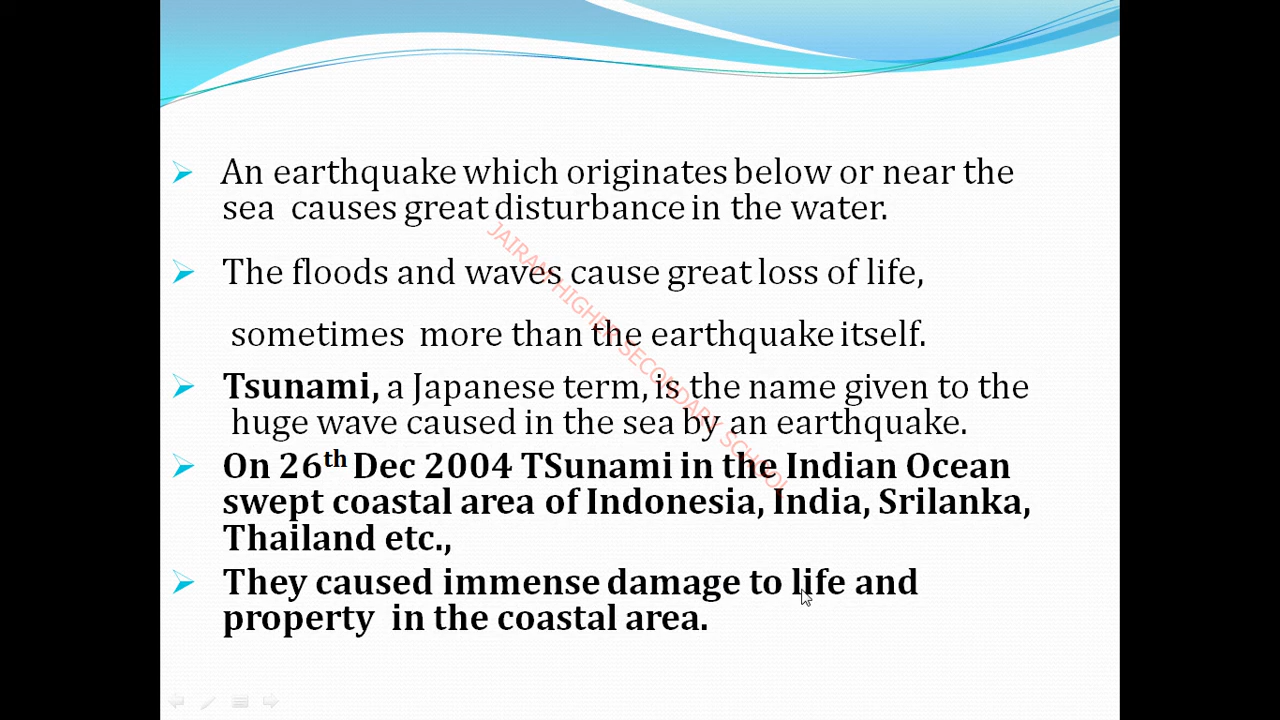 An earthquake which originates below or near the
sea causes great disturbance in the water.
The floods and waves cause great loss of life,
sometimes more than the earthquake itself.
Tsunami, a Japanese term, is the name given to the
huge wave caused in the sea by an earthquake.
On 26th Dec 2004 TSunami in the Indian Ocean
swept coastal area of Indonesia, India, Srilanka,
Thailand etc.,
They caused immense damage to life and
property in the coastal area.
JAIRAM HIGHER SECONDARY SCHOOL